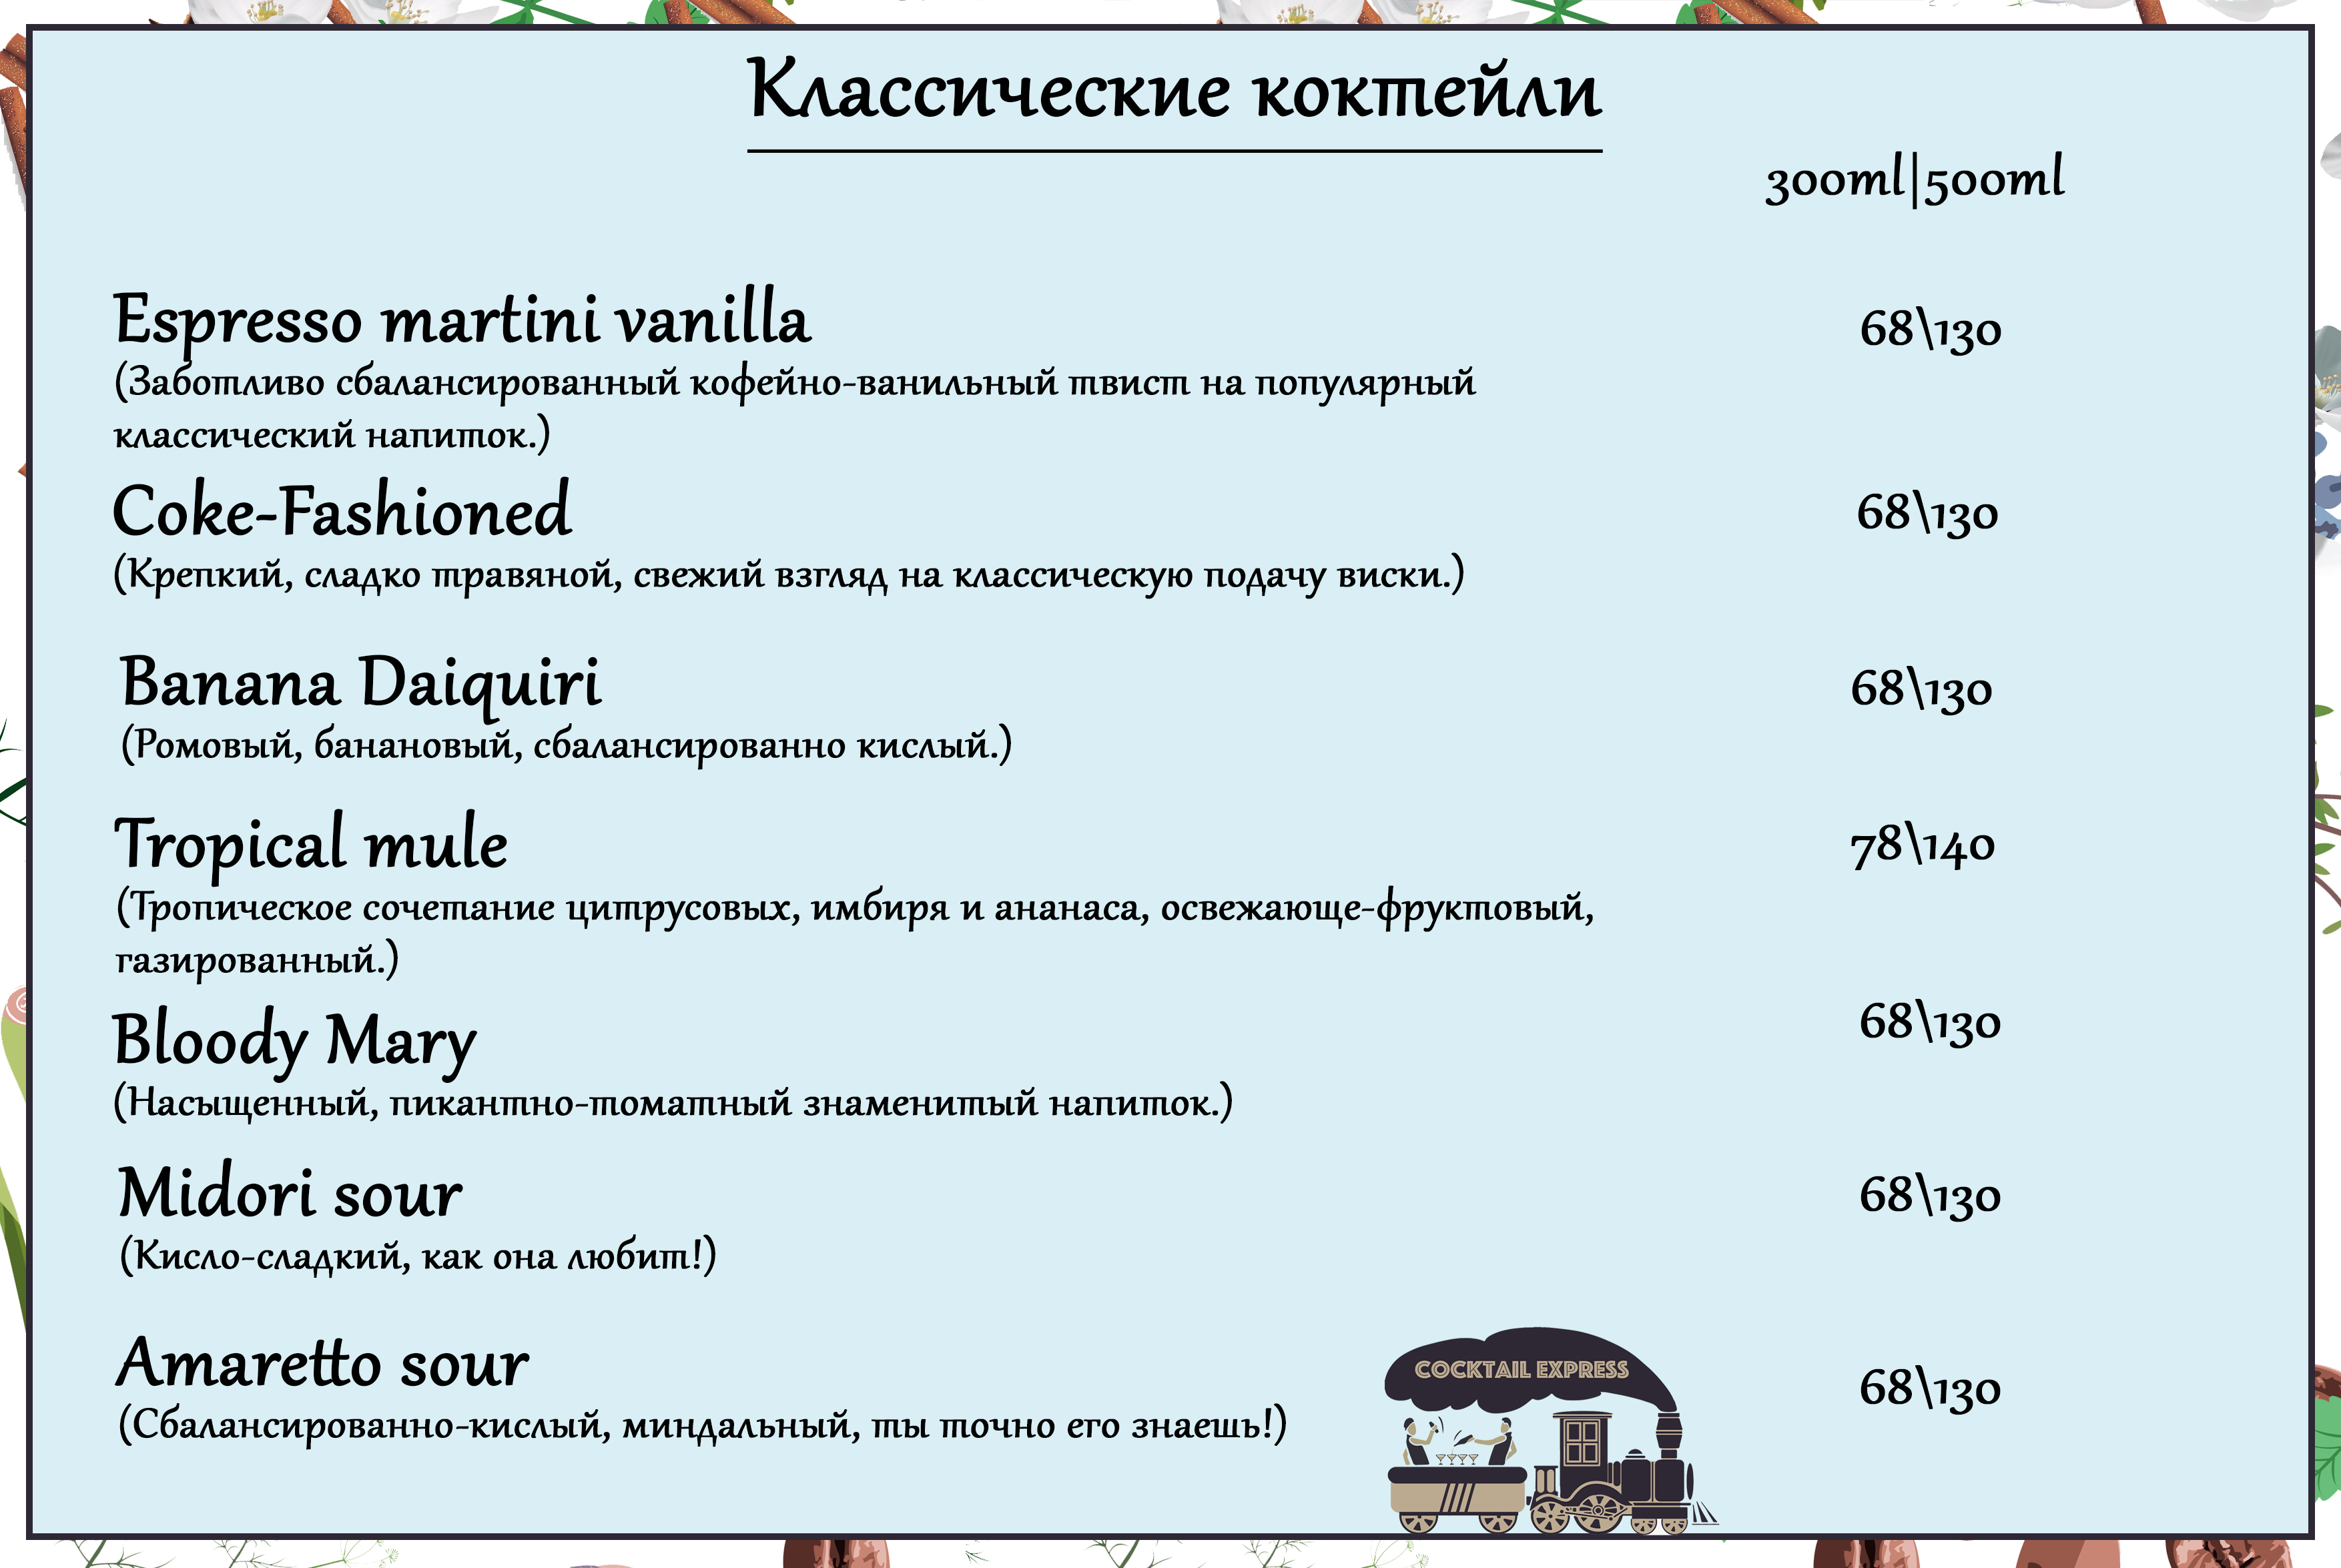 Классические коктейли
300ml|500ml
Espresso martini vanilla 68\130
(Заботливо сбалансированный кофейно-ванильный твист на популярный
классический напиток.)
Coke-Fashioned 68\130
(Крепкий, сладко травяной, свежий взгляд на классическую подачу виски.)
Banana Daiquiri 68\130
(Ромовый, банановый, сбалансированно кислый.)
Tropical mule 78\140
(Тропическое сочетание цитрусовых, имбиря и ананаса, освежающе-фруктовый,
газированный.)
Bloody Mary 68\130
(Насыщенный, пикантно-томатный знаменитый напиток.)
Midori sour 68\130
(Кисло-сладкий, как она любит!)
Amaretto sour 68\130
(Сбалансированно-кислый, миндальный, ты точно его знаешь!)
COCKTAIL EXPRESS